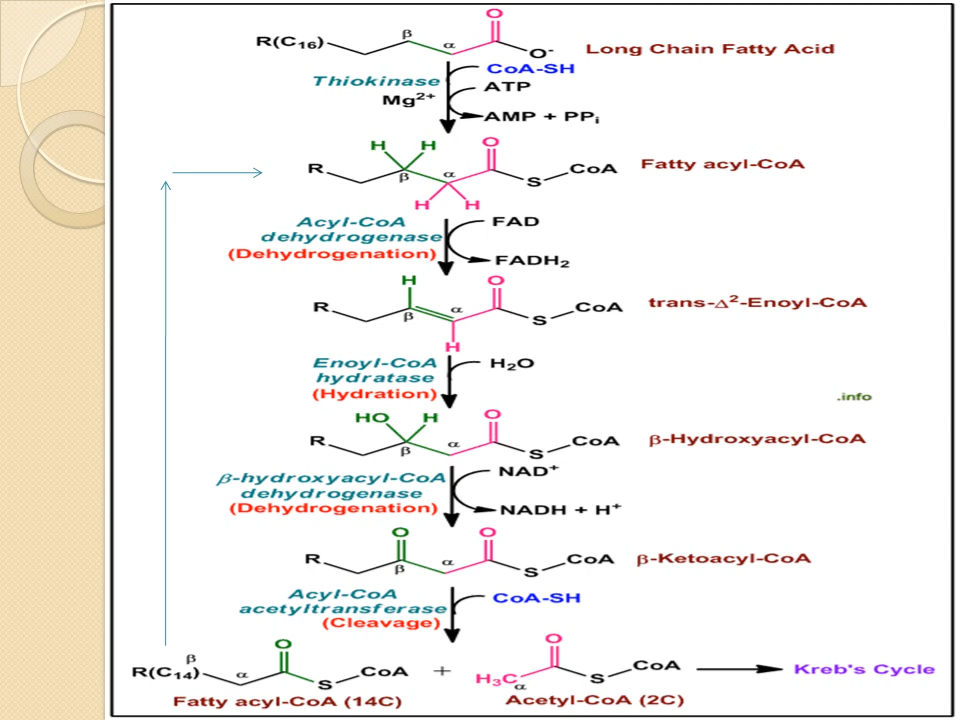 O
β
R(C16)
α
O-
Long Chain Fatty Acid
CoA-SH
Thiokinase
ATP
Mg2+
AMP + PPi
H H O
R
β
α
S
CoA
Fatty acyl-CoA
H H
Acyl-CoA
dehydrogenase
(Dehydrogenation)
FAD
FADH2
H O
R
β
α
S
CoA
trans-Δ2-Enoyl-CoA
H
Enoyl-CoA
hydratase
(Hydration)
H2O
.info
HO H O
R
β
α
S
CoA
β-Hydroxyacyl-CoA
NAD+
β-hydroxyacyl-CoA
dehydrogenase
(Dehydrogenation)
NADH + H+
O O
R
β
α
S
CoA
β-Ketoacyl-CoA
Acyl-CoA
acetyltransferase
(Cleavage)
CoA-SH
O O
β
R(C14)
α
S
CoA
+
H3C
α
S
CoA
Kreb's Cycle
Fatty acyl-CoA (14C)
Acetyl-CoA (2C)